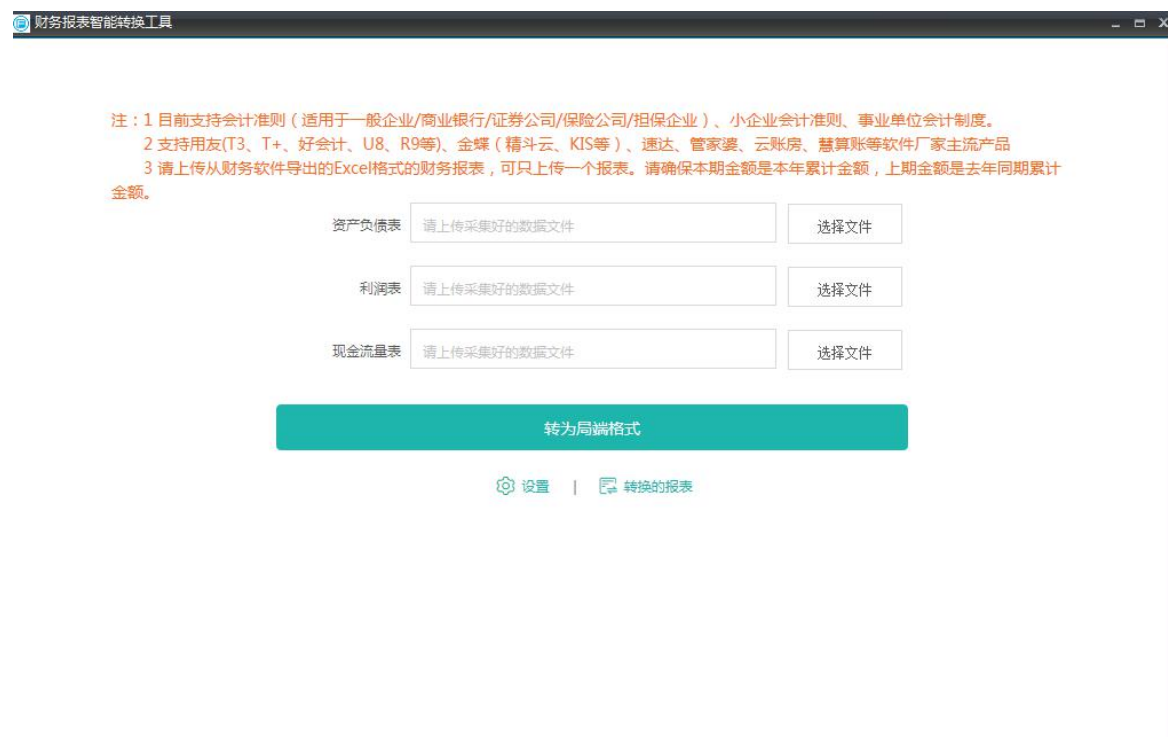 财务报表智能转换工具
注：1 目前支持会计准则（适用于一般企业/商业银行/证券公司/保险公司/担保企业）、小企业会计准则、事业单位会计制度。
2 支持用友(T3、T+、好会计、U8、R9等)、金蝶（精斗云、KIS等）、速达、管家婆、云账房、慧算账等软件厂家主流产品
3 请上传从财务软件导出的Excel格式的财务报表，可只上传一个报表。请确保本期金额是本年累计金额，上期金额是去年同期累计
金额。
资产负债表 请上传采集好的数据文件 选择文件
利润表 请上传采集好的数据文件 选择文件
现金流量表 请上传采集好的数据文件 选择文件
转为局端格式
设置 | 转换的报表